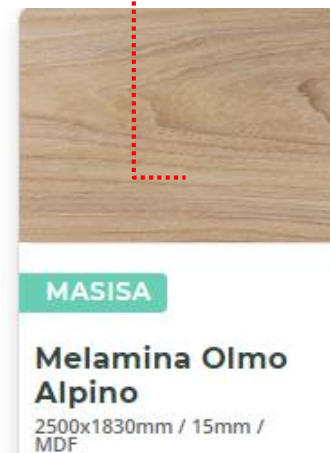 MASISA
Melamina Olmo
Alpino
2500x1830mm / 15mm /
MDF